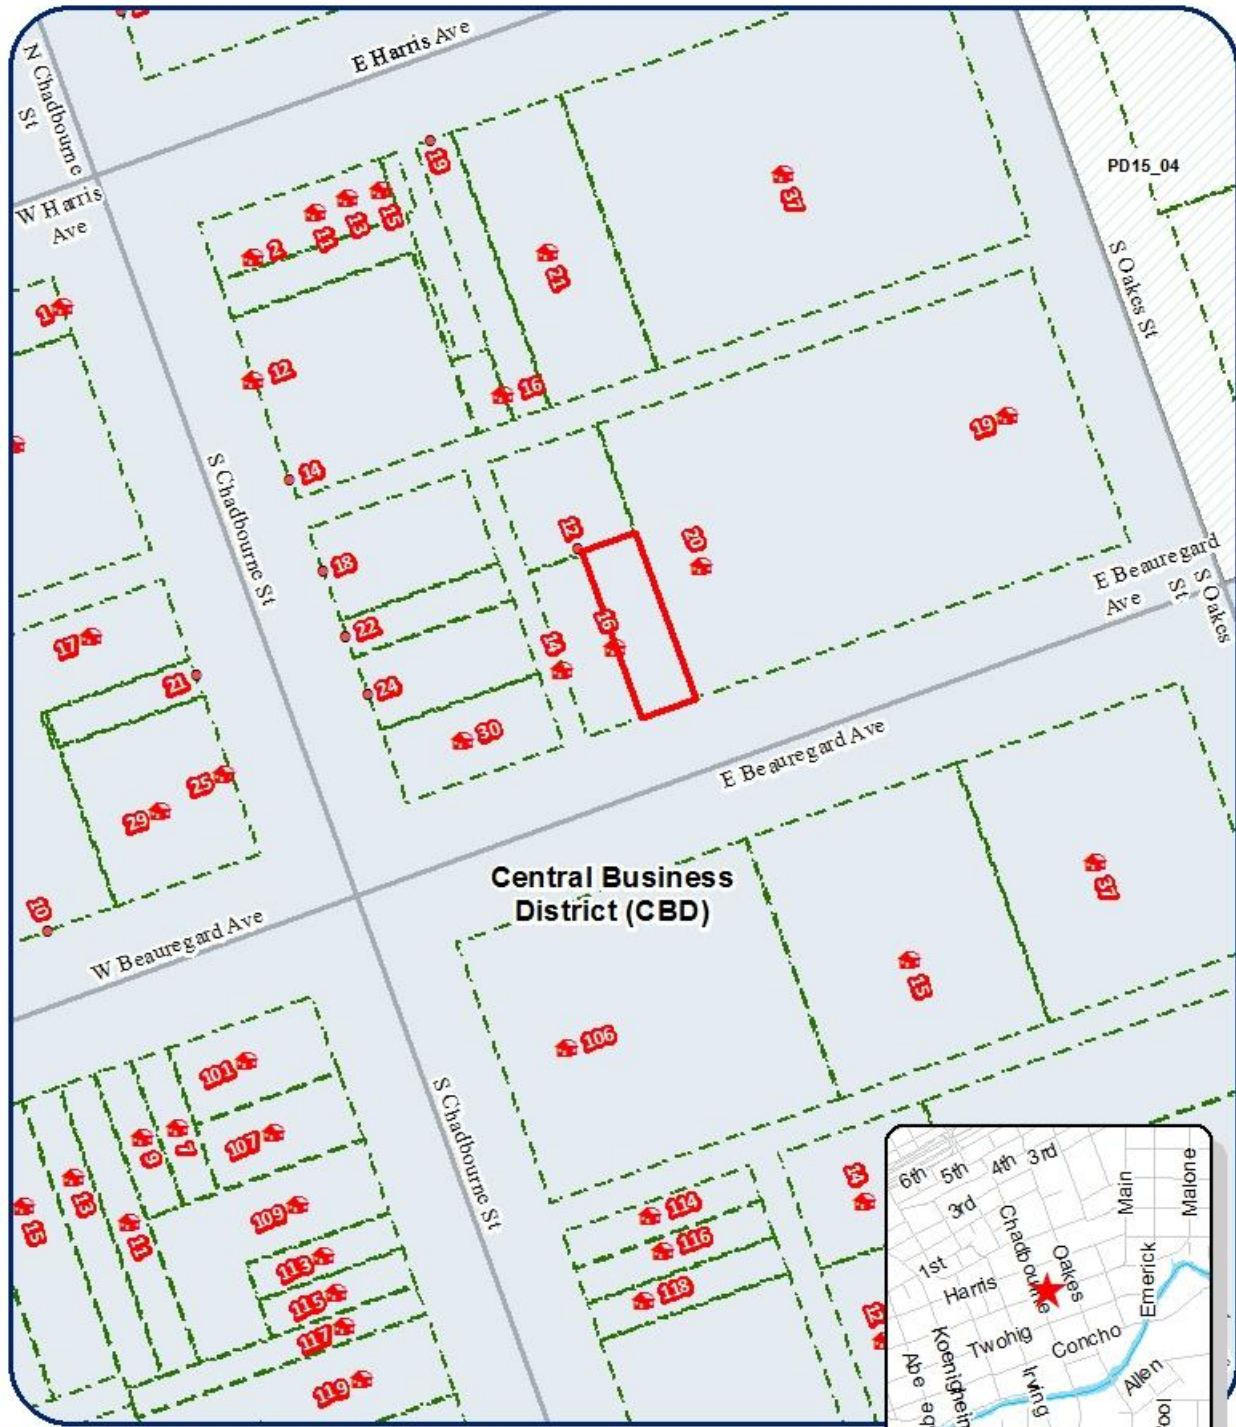 E Harris Ave
N Chadbourne
St
W Harris
Ave
PD15_04
S Oakes St
19
37
15
13
11
2
21
1
12
16
14
S Chadbourne St
19
12
20
18
22
24
16
14
30
17
21
25
29
10
E Beauregard
Ave
S Oakes
St
E Beauregard Ave
W Beauregard Ave
Central Business
District (CBD)
37
15
106
101
107
109
113
115
117
119
7
9
11
13
15
S Chadbourne St
114
116
118
14
12
6th
5th
4th
3rd
3rd
Main
Malone
1st
Harris
Chadbourne
Oakes
Emerick
Twohig
Concho
Koenigheim
Abe
Irving
Allen